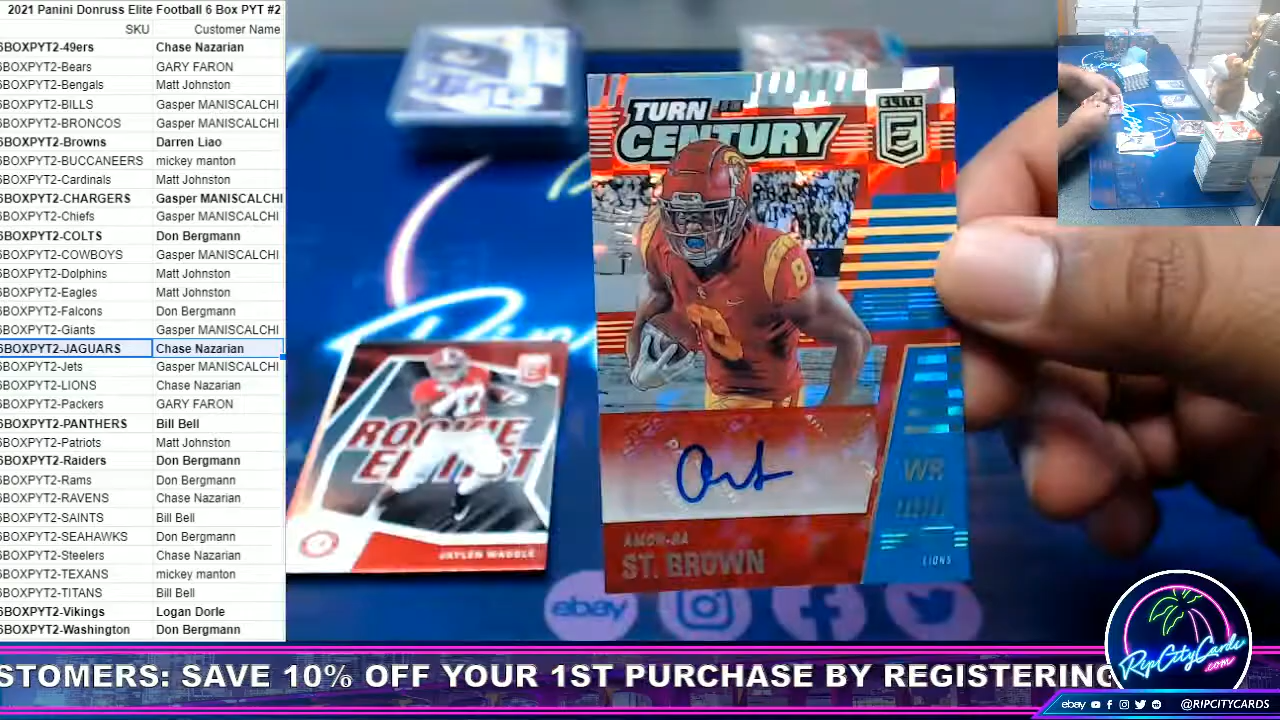 2021 Panini Donruss Elite Football 6 Box PYT #2
SKU Customer Name
6BOXPYT2-49ers Chase Nazarian
6BOXPYT2-Bears GARY FARON
6BOXPYT2-Bengals Matt Johnston
6BOXPYT2-BILLS Gasper MANISCALCHI
6BOXPYT2-BRONCOS Gasper MANISCALCHI
6BOXPYT2-Browns Darren Liao
6BOXPYT2-BUCCANEERS mickey manton
6BOXPYT2-Cardinals Matt Johnston
6BOXPYT2-CHARGERS Gasper MANISCALCHI
6BOXPYT2-Chiefs Gasper MANISCALCHI
6BOXPYT2-COLTS Don Bergmann
6BOXPYT2-COWBOYS Gasper MANISCALCHI
6BOXPYT2-Dolphins Matt Johnston
6BOXPYT2-Eagles Matt Johnston
6BOXPYT2-Falcons Don Bergmann
6BOXPYT2-Giants Gasper MANISCALCHI
6BOXPYT2-JAGUARS Chase Nazarian
6BOXPYT2-Jets Gasper MANISCALCHI
6BOXPYT2-LIONS Chase Nazarian
6BOXPYT2-Packers GARY FARON
6BOXPYT2-PANTHERS Bill Bell
6BOXPYT2-Patriots Matt Johnston
6BOXPYT2-Raiders Don Bergmann
6BOXPYT2-Rams Don Bergmann
6BOXPYT2-RAVENS Chase Nazarian
6BOXPYT2-SAINTS Bill Bell
6BOXPYT2-SEAHAWKS Don Bergmann
6BOXPYT2-Steelers Chase Nazarian
6BOXPYT2-TEXANS mickey manton
6BOXPYT2-TITANS Bill Bell
6BOXPYT2-Vikings Logan Dorle
6BOXPYT2-Washington Don Bergmann
TURN OF THE
CENTURY
ELITE
E
8
8
WR
AMON-RA
ST. BROWN
LIONS
ROOKIE
ELITIST
JAYLEN WADDLE
ebay
STOMERS: SAVE 10% OFF YOUR 1ST PURCHASE BY REGISTERING
RipCityCards
.com
ebay @RIPCITYCARDS